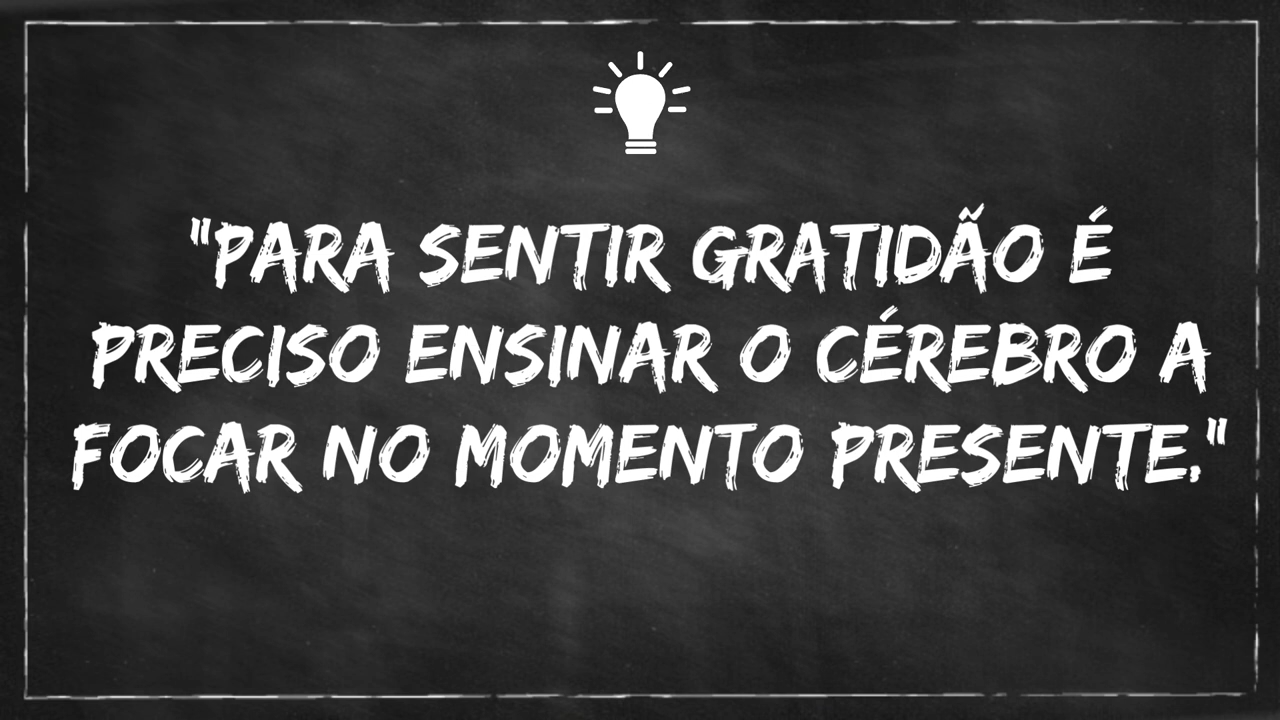 "PARA SENTIR GRATIDÃO É
PRECISO ENSINAR O CÉREBRO A
FOCAR NO MOMENTO PRESENTE."